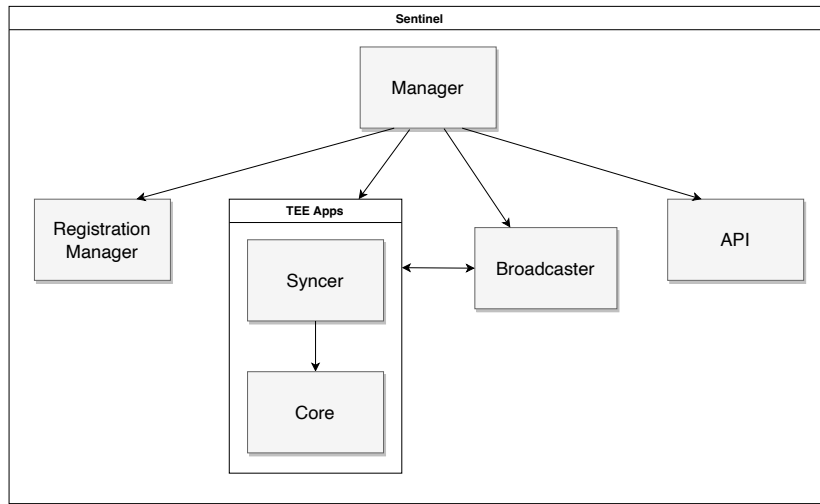 Sentinel
Manager
Registration
Manager
TEE Apps
Syncer
Core
Broadcaster
API